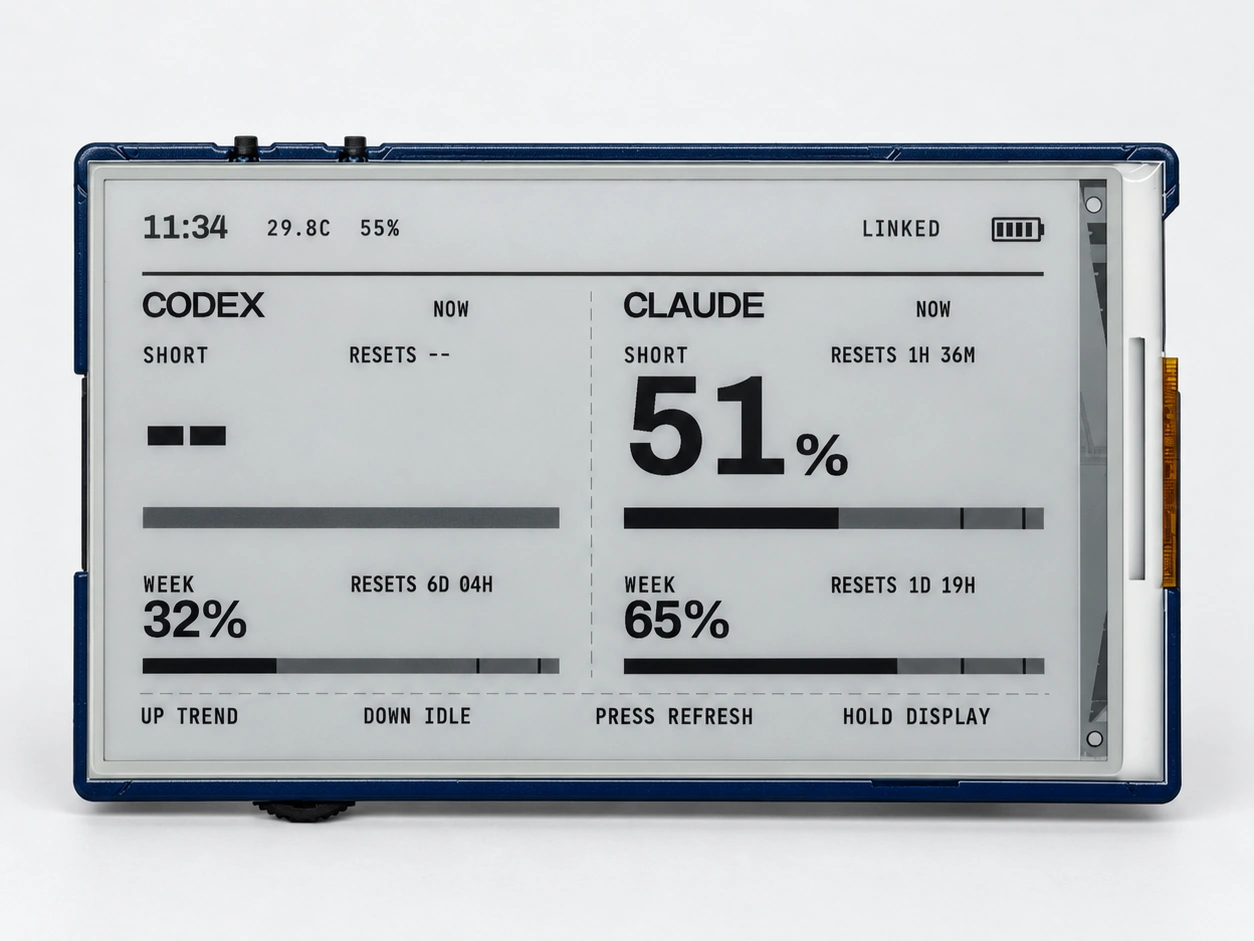 11:34 29.8C 55% LINKED
CODEX NOW
SHORT RESETS --
--
WEEK RESETS 6D 04H
32%
CLAUDE NOW
SHORT RESETS 1H 36M
51%
WEEK RESETS 1D 19H
65%
UP TREND DOWN IDLE PRESS REFRESH HOLD DISPLAY